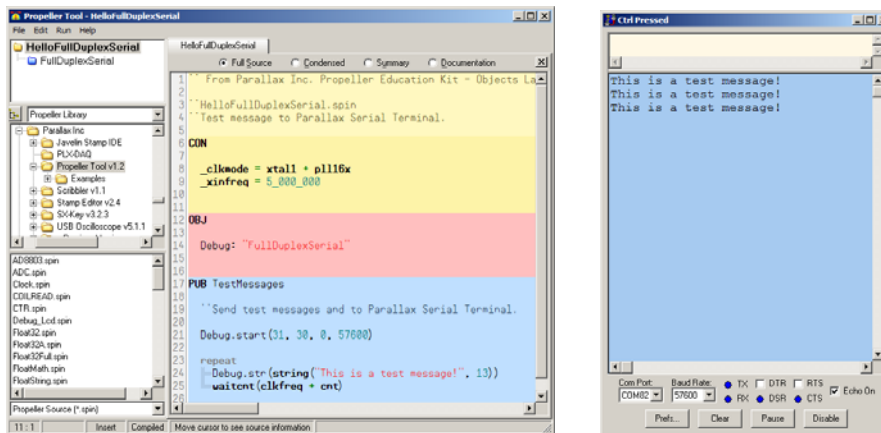 Propeller Tool - HelloFullDuplexSerial
File Edit Run Help
HelloFullDuplexSerial
FullDuplexSerial
Propeller Library
Parallax Inc
Javelin Stamp IDE
PLX-DAQ
Propeller Tool v1.2
Examples
Scribbler v1.1
Stamp Editor v2.4
SX-Key v3.2.3
USB Oscilloscope v5.1.1
AD8803.spin
ADC.spin
Clock.spin
COILREAD.spin
CTR.spin
Debug_Lcd.spin
Float32.spin
Float32A.spin
Float32Full.spin
FloatMath.spin
FloatString.spin
Propeller Source (*.spin)
HelloFullDuplexSerial
Full Source Condensed Summary Documentation
1 `` From Parallax Inc. Propeller Education Kit - Objects La
2
3 ``HelloFullDuplexSerial.spin
4 ``Test message to Parallax Serial Terminal.
5
6 CON
7
8 _clkmode = xtal1 + pll16x
9 _xinfreq = 5_000_000
10
11
12 OBJ
13
14 Debug: "FullDuplexSerial"
15
16
17 PUB TestMessages
18
19 ``Send test messages and to Parallax Serial Terminal.
20
21 Debug.start(31, 30, 0, 57600)
22
23 repeat
24 Debug.str(string("This is a test message!", 13))
25 waitcnt(clkfreq + cnt)
26
11 : 1 Insert Compiled Move cursor to see source information
Ctrl Pressed
This is a test message!
This is a test message!
This is a test message!
Com Port: Baud Rate: TX DTR RTS
COM82 57600 RX DSR CTS Echo On
Prefs... Clear Pause Disable